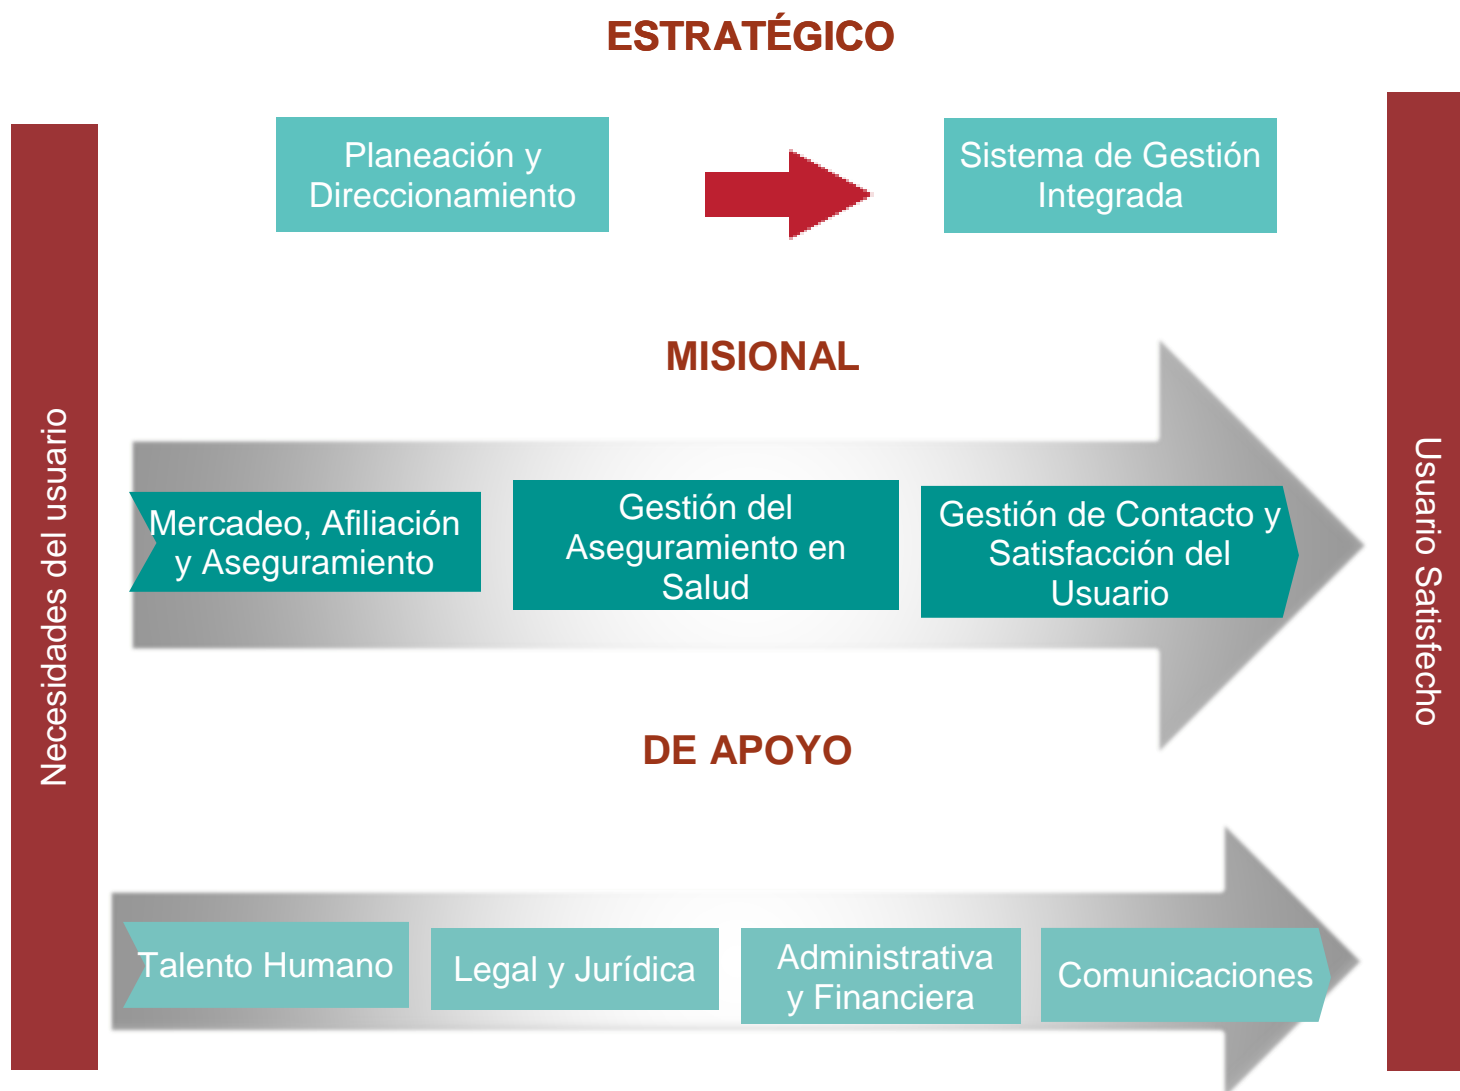 ESTRATÉGICO
Planeación y
Direccionamiento
Sistema de Gestión
Integrada
Necesidades del usuario
MISIONAL
Mercadeo, Afiliación
y Aseguramiento
Gestión del
Aseguramiento en
Salud
Gestión de Contacto y
Satisfacción del
Usuario
Usuario Satisfecho
DE APOYO
Talento Humano
Legal y Jurídica
Administrativa
y Financiera
Comunicaciones